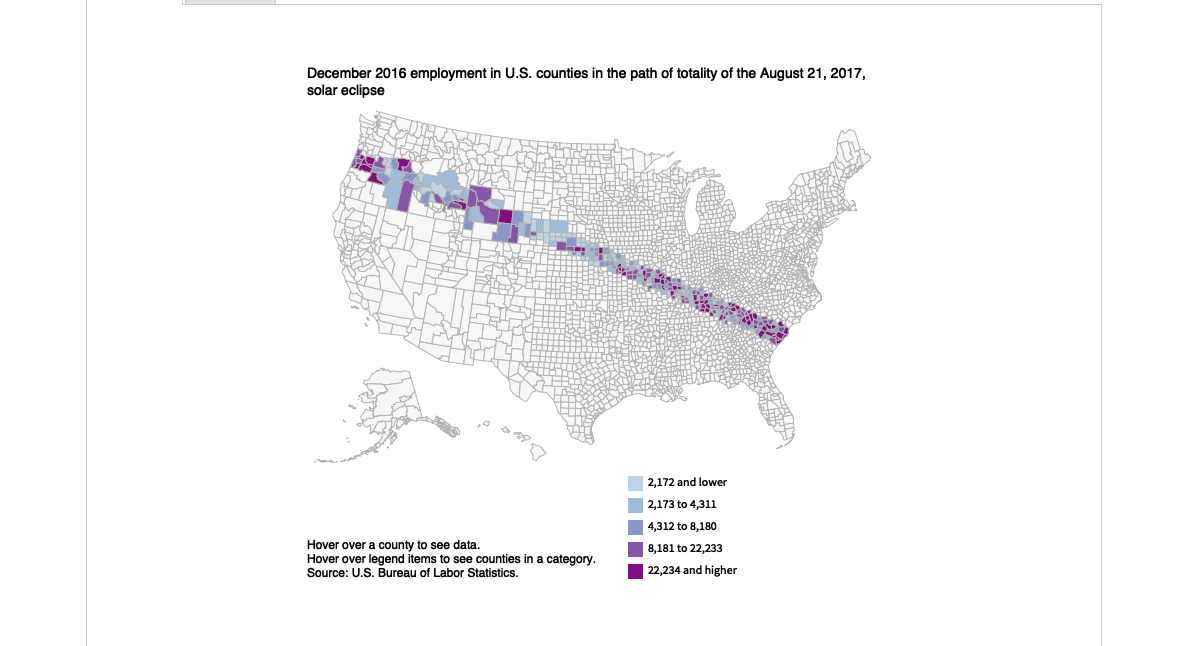 December 2016 employment in U.S. counties in the path of totality of the August 21, 2017,
solar eclipse
2,172 and lower
2,173 to 4,311
4,312 to 8,180
8,181 to 22,233
22,234 and higher
Hover over a county to see data.
Hover over legend items to see counties in a category.
Source: U.S. Bureau of Labor Statistics.